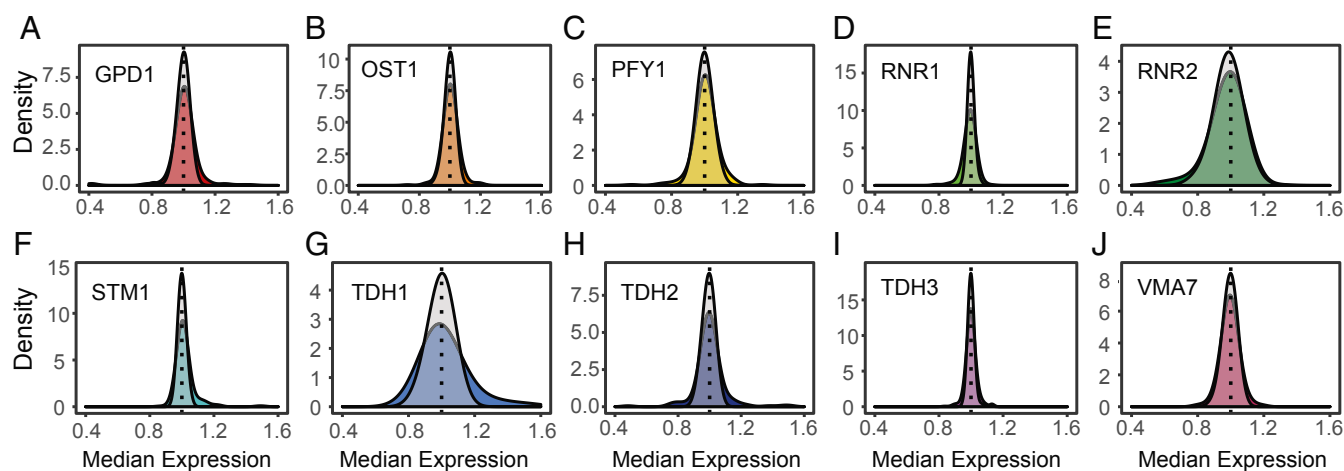 A B C D E
GPD1 OST1 PFY1 RNR1 RNR2
Density
7.5 5.0 2.5 0.0
10.0 7.5 5.0 2.5 0.0
6 4 2 0
15 10 5 0
4 3 2 1 0
0.4 0.8 1.2 1.6 0.4 0.8 1.2 1.6 0.4 0.8 1.2 1.6 0.4 0.8 1.2 1.6 0.4 0.8 1.2 1.6
F G H I J
STM1 TDH1 TDH2 TDH3 VMA7
Density
15 10 5 0
4 3 2 1 0
7.5 5.0 2.5 0.0
15 10 5 0
8 6 4 2 0
0.4 0.8 1.2 1.6 0.4 0.8 1.2 1.6 0.4 0.8 1.2 1.6 0.4 0.8 1.2 1.6 0.4 0.8 1.2 1.6
Median Expression Median Expression Median Expression Median Expression Median Expression